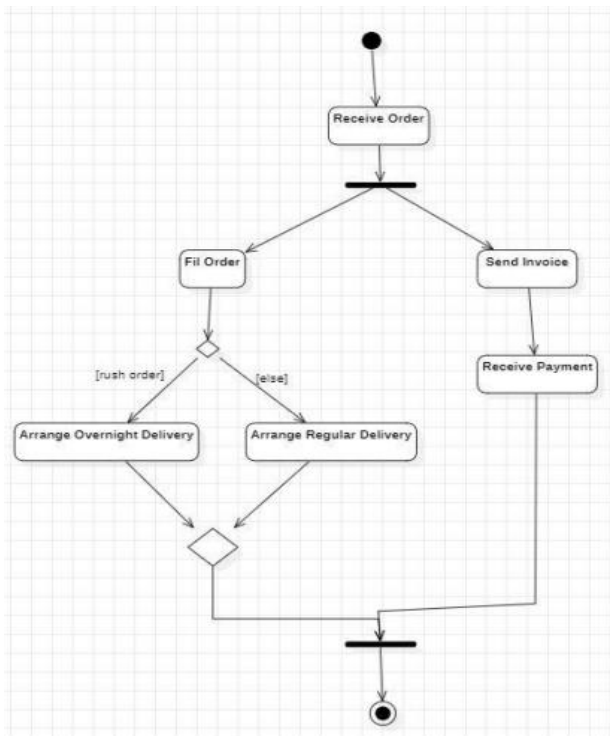 Receive Order
Fil Order
Send Invoice
[rush order]
[else]
Receive Payment
Arrange Overnight Delivery
Arrange Regular Delivery